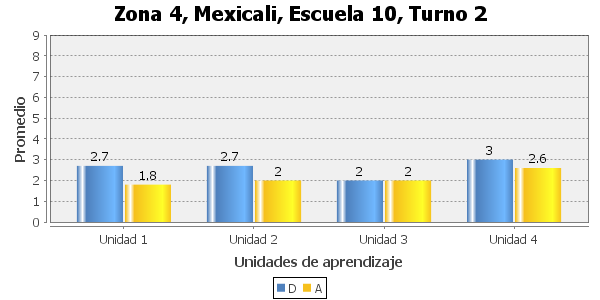 Zona 4, Mexicali, Escuela 10, Turno 2
Promedio
9
8
7
6
5
4
3
2
1
0
2.7
1.8
2.7
2
2
2
3
2.6
Unidad 1
Unidad 2
Unidad 3
Unidad 4
Unidades de aprendizaje
D
A